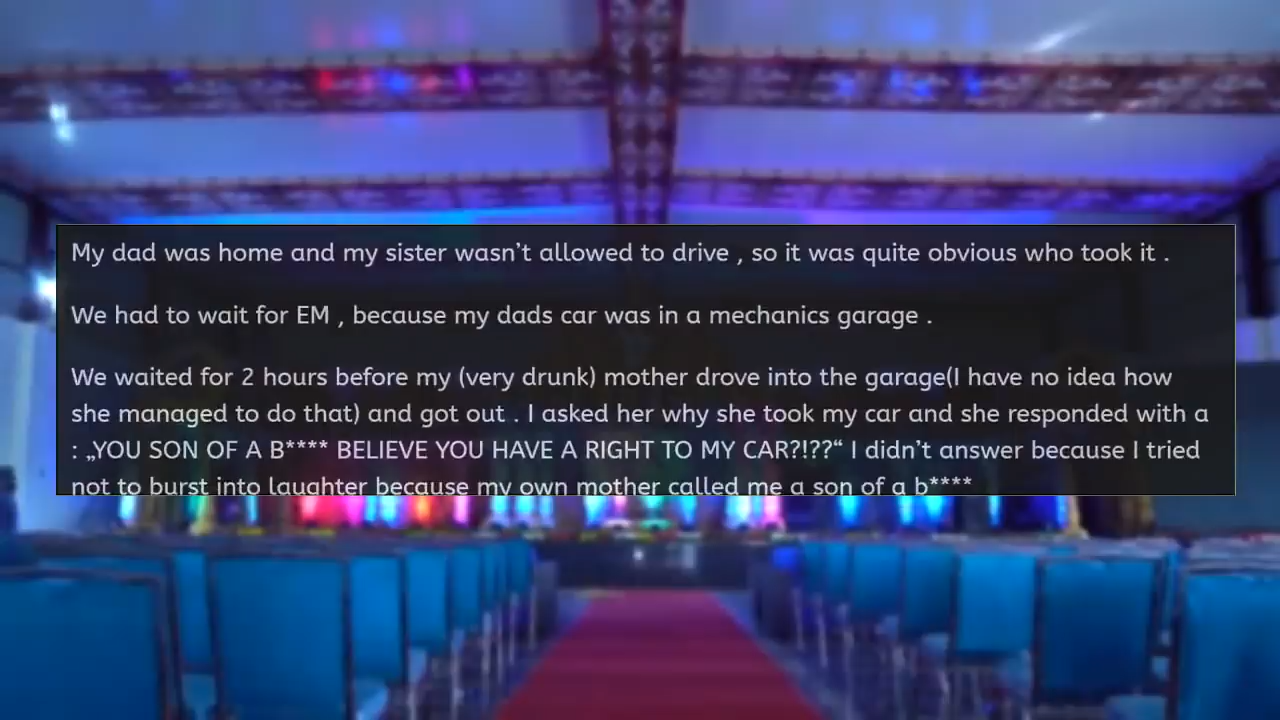 My dad was home and my sister wasn’t allowed to drive , so it was quite obvious who took it .
We had to wait for EM , because my dads car was in a mechanics garage .
We waited for 2 hours before my (very drunk) mother drove into the garage(I have no idea how
she managed to do that) and got out . I asked her why she took my car and she responded with a
: „YOU SON OF A B**** BELIEVE YOU HAVE A RIGHT TO MY CAR?!??“ I didn’t answer because I tried
not to burst into laughter because my own mother called me a son of a b****